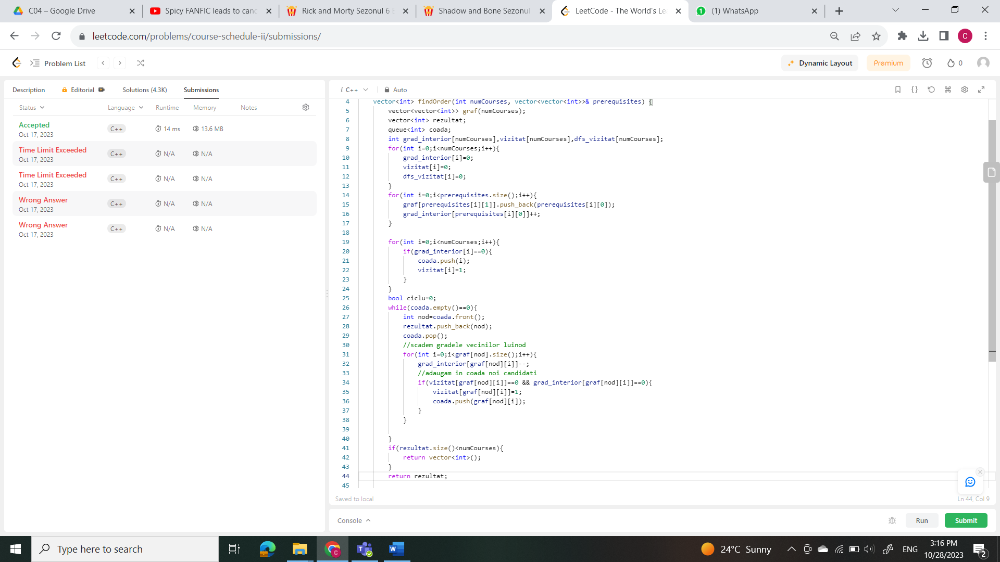 C04 – Google Drive
Spicy FANFIC leads to canc
Rick and Morty Sezonul 6 E
Shadow and Bone Sezonul
LeetCode - The World's Le
(1) WhatsApp
leetcode.com/problems/course-schedule-ii/submissions/
C
Problem List
Dynamic Layout
Premium
0
Description
Editorial
Solutions (4.3K)
Submissions
Status
Language
Runtime
Memory
Notes
Accepted
Oct 17, 2023
C++
14 ms
13.6 MB
Time Limit Exceeded
Oct 17, 2023
C++
N/A
N/A
Time Limit Exceeded
Oct 17, 2023
C++
N/A
N/A
Wrong Answer
Oct 17, 2023
C++
N/A
N/A
Wrong Answer
Oct 17, 2023
C++
N/A
N/A
i C++
Auto
4 vector<int> findOrder(int numCourses, vector<vector<int>>& prerequisites) {
5 vector<vector<int>> graf(numCourses);
6 vector<int> rezultat;
7 queue<int> coada;
8 int grad_interior[numCourses],vizitat[numCourses],dfs_vizitat[numCourses];
9 for(int i=0;i<numCourses;i++){
10 grad_interior[i]=0;
11 vizitat[i]=0;
12 dfs_vizitat[i]=0;
13 }
14 for(int i=0;i<prerequisites.size();i++){
15 graf[prerequisites[i][1]].push_back(prerequisites[i][0]);
16 grad_interior[prerequisites[i][0]]++;
17 }
18
19 for(int i=0;i<numCourses;i++){
20 if(grad_interior[i]==0){
21 coada.push(i);
22 vizitat[i]=1;
23 }
24 }
25 bool ciclu=0;
26 while(coada.empty()==0){
27 int nod=coada.front();
28 rezultat.push_back(nod);
29 coada.pop();
30 //scadem gradele vecinilor luinod
31 for(int i=0;i<graf[nod].size();i++){
32 grad_interior[graf[nod][i]]--;
33 //adaugam in coada noi candidati
34 if(vizitat[graf[nod][i]]==0 && grad_interior[graf[nod][i]]==0){
35 vizitat[graf[nod][i]]=1;
36 coada.push(graf[nod][i]);
37 }
38 }
39
40 }
41 if(rezultat.size()<numCourses){
42 return vector<int>();
43 }
44 return rezultat;
45
Saved to local
Ln 44, Col 9
Console
Run
Submit
Type here to search
24°C Sunny
ENG
3:16 PM
10/28/2023
2